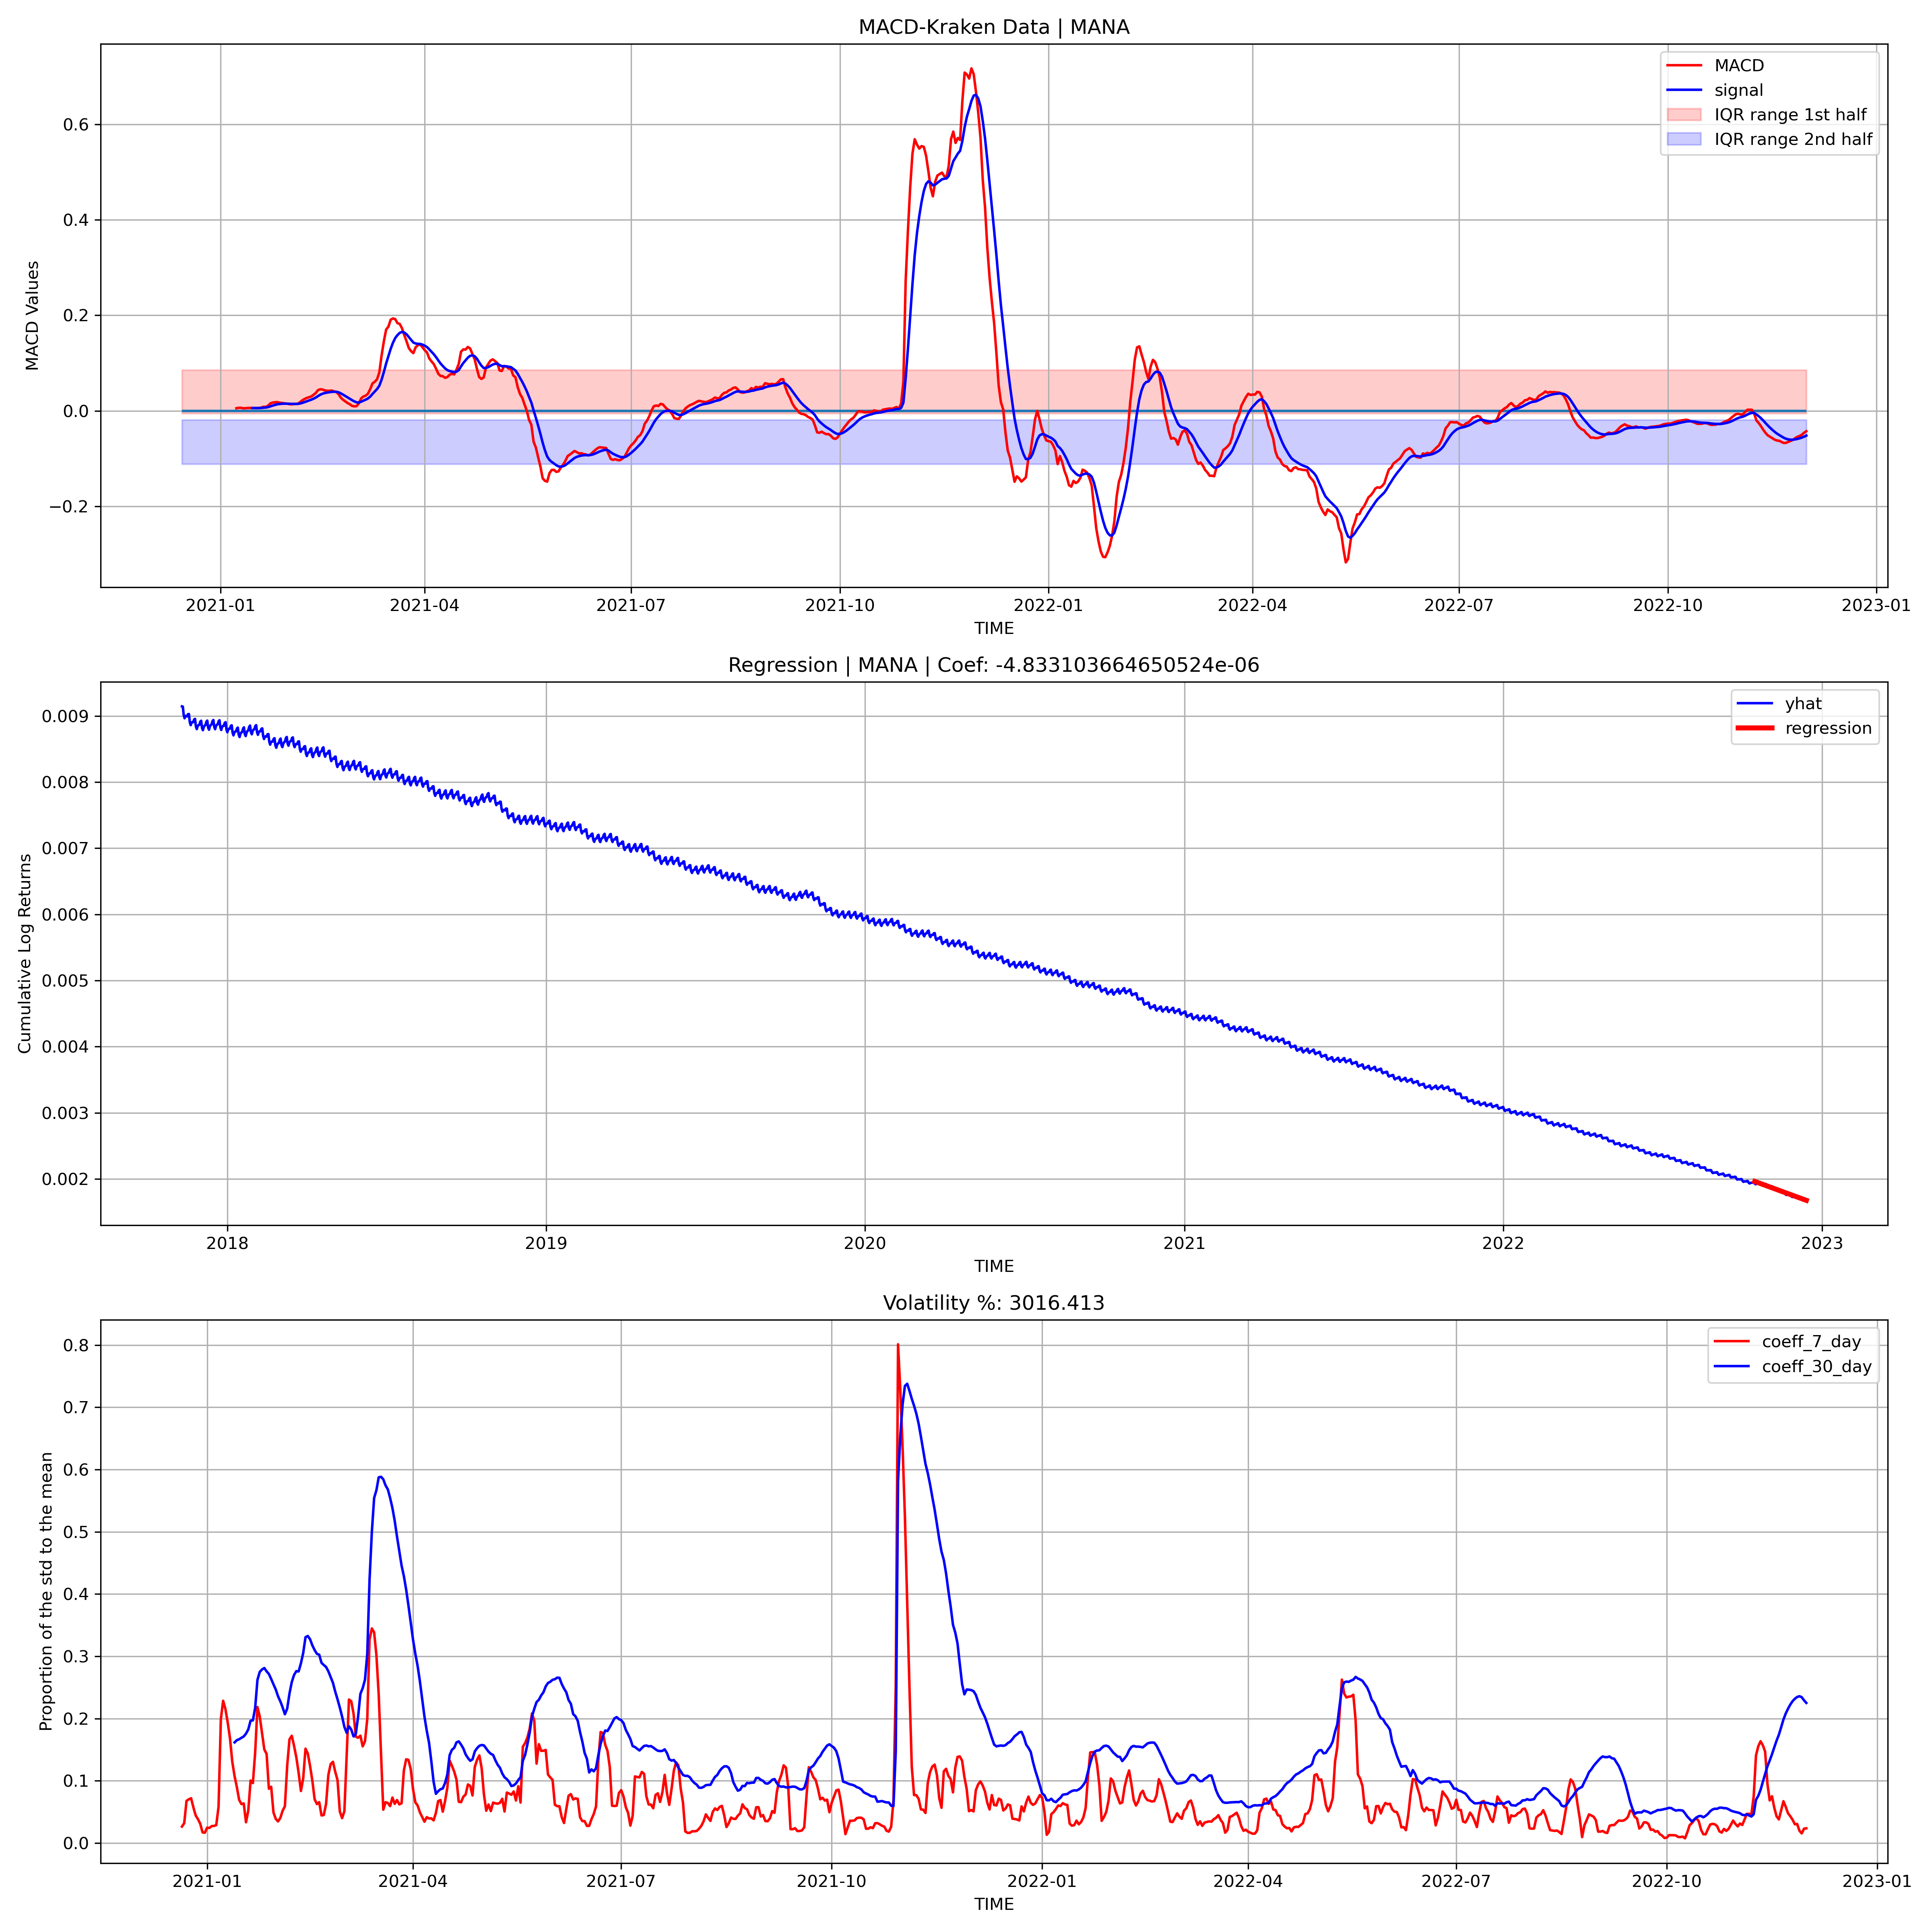 MACD-Kraken Data | MANA
MACD Values
0.6
0.4
0.2
0.0
−0.2
MACD
signal
IQR range 1st half
IQR range 2nd half
2021-01 2021-04 2021-07 2021-10 2022-01 2022-04 2022-07 2022-10 2023-01
TIME
Regression | MANA | Coef: -4.833103664650524e-06
Cumulative Log Returns
0.009
0.008
0.007
0.006
0.005
0.004
0.003
0.002
yhat
regression
2018 2019 2020 2021 2022 2023
TIME
Volatility %: 3016.413
Proportion of the std to the mean
0.8
0.7
0.6
0.5
0.4
0.3
0.2
0.1
0.0
coeff_7_day
coeff_30_day
2021-01 2021-04 2021-07 2021-10 2022-01 2022-04 2022-07 2022-10 2023-01
TIME